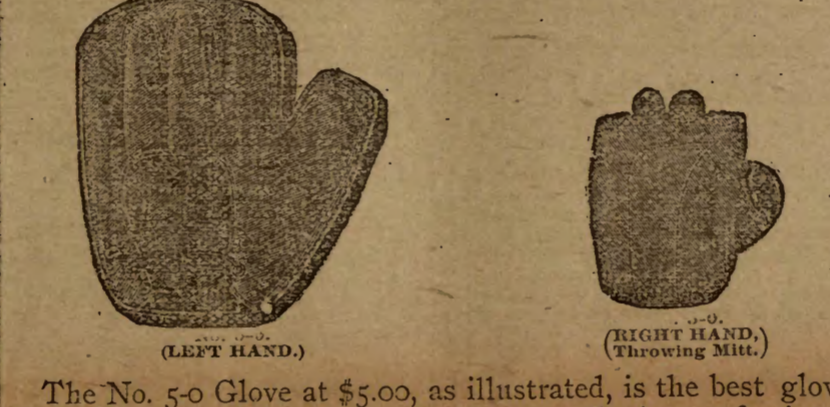 (LEFT HAND.)
(RIGHT HAND,)
(Throwing Mitt.)
The No. 5-0 Glove at $5.00, as illustrated, is the best